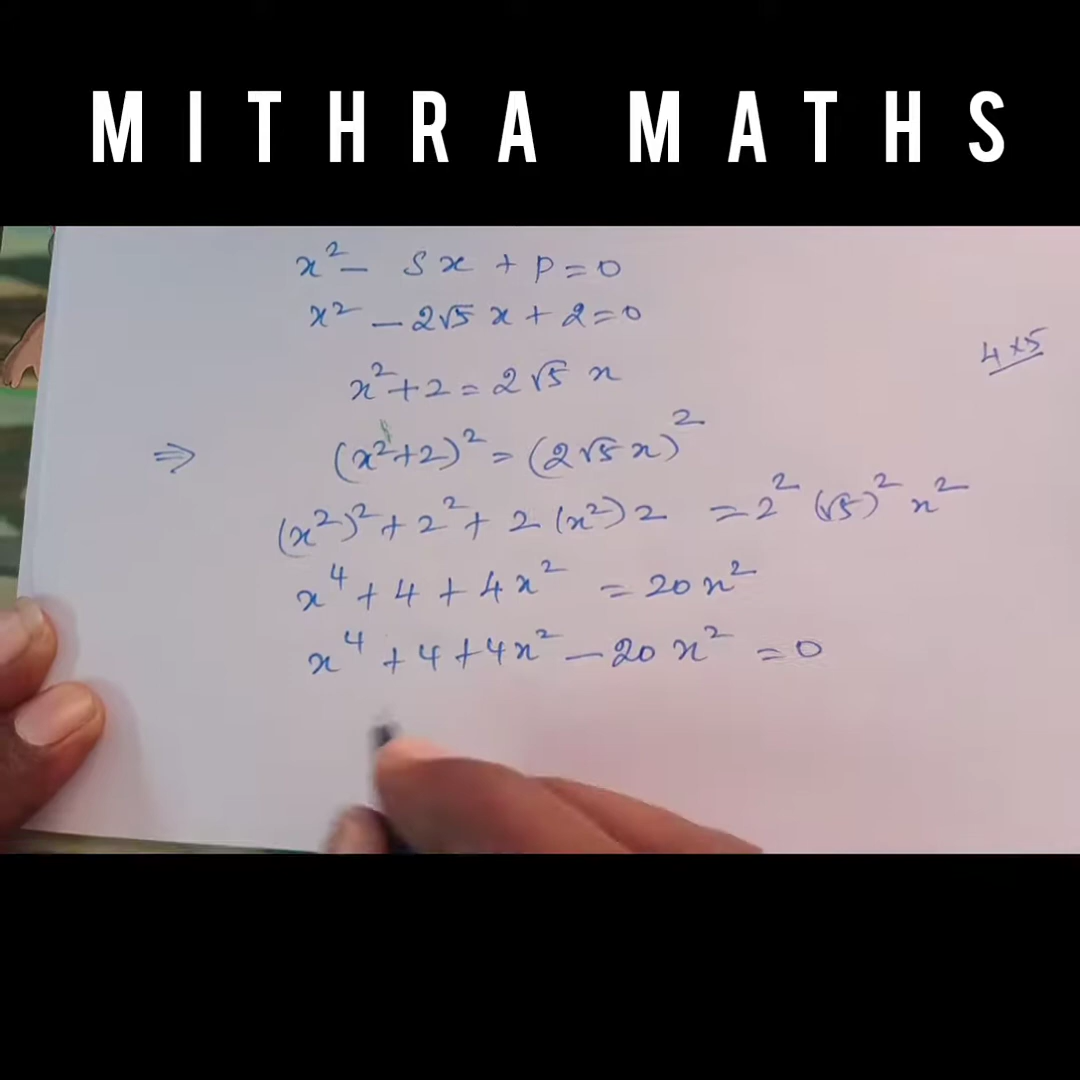 MITHRA MATHS
x² - Sx + P = 0
x² - 2√5 x + 2 = 0
4×5
x² + 2 = 2√5 x
⇒ (x²+2)² = (2√5 x)²
(x²)² + 2² + 2(x²)2 = 2² (√5)² x²
x⁴ + 4 + 4x² = 20x²
x⁴ + 4 + 4x² - 20x² = 0